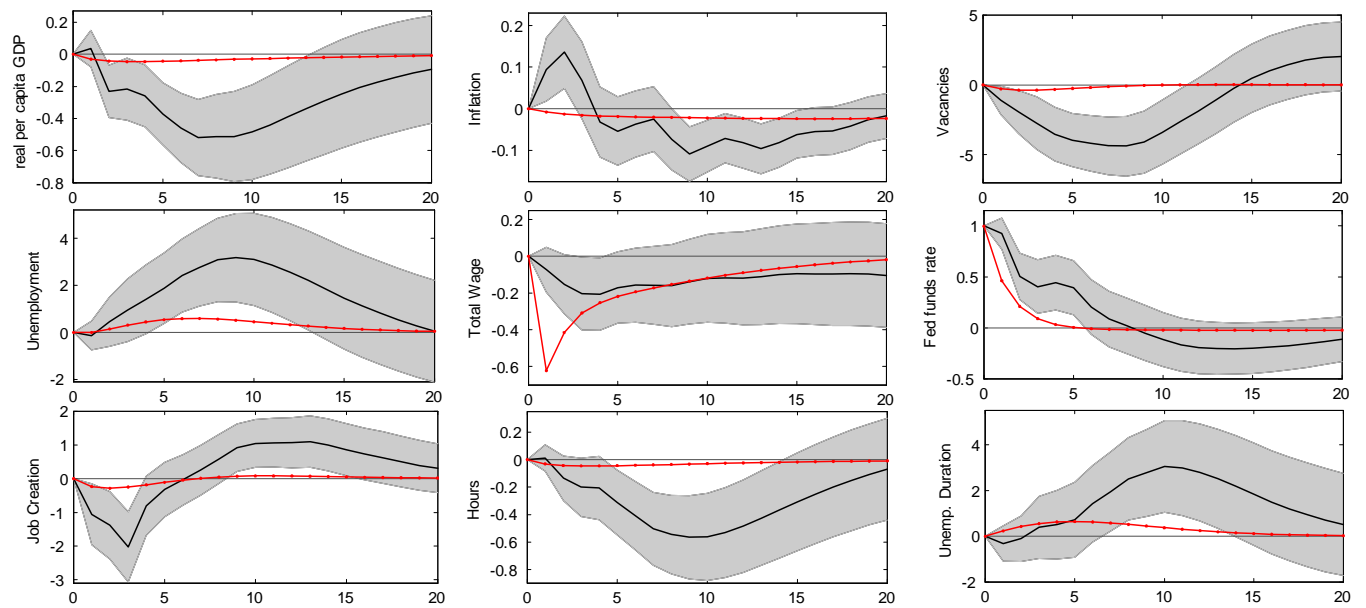 real per capita GDP
0.2
0
-0.2
-0.4
-0.6
-0.8
0 5 10 15 20
Inflation
0.2
0.1
0
-0.1
0 5 10 15 20
Vacancies
5
0
-5
0 5 10 15 20
Unemployment
4
2
0
-2
0 5 10 15 20
Total Wage
0.2
0
-0.2
-0.4
-0.6
0 5 10 15 20
Fed funds rate
1
0.5
0
-0.5
0 5 10 15 20
Job Creation
2
1
0
-1
-2
-3
0 5 10 15 20
Hours
0.2
0
-0.2
-0.4
-0.6
-0.8
0 5 10 15 20
Unemp. Duration
6
4
2
0
-2
0 5 10 15 20